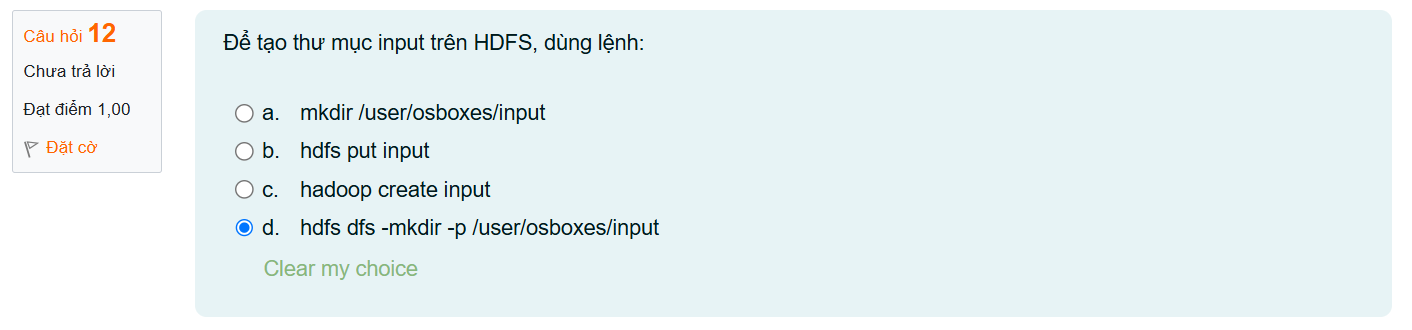 Câu hỏi 12
Chưa trả lời
Đạt điểm 1,00
Đặt cờ
Để tạo thư mục input trên HDFS, dùng lệnh:
a. mkdir /user/osboxes/input
b. hdfs put input
c. hadoop create input
d. hdfs dfs -mkdir -p /user/osboxes/input
Clear my choice